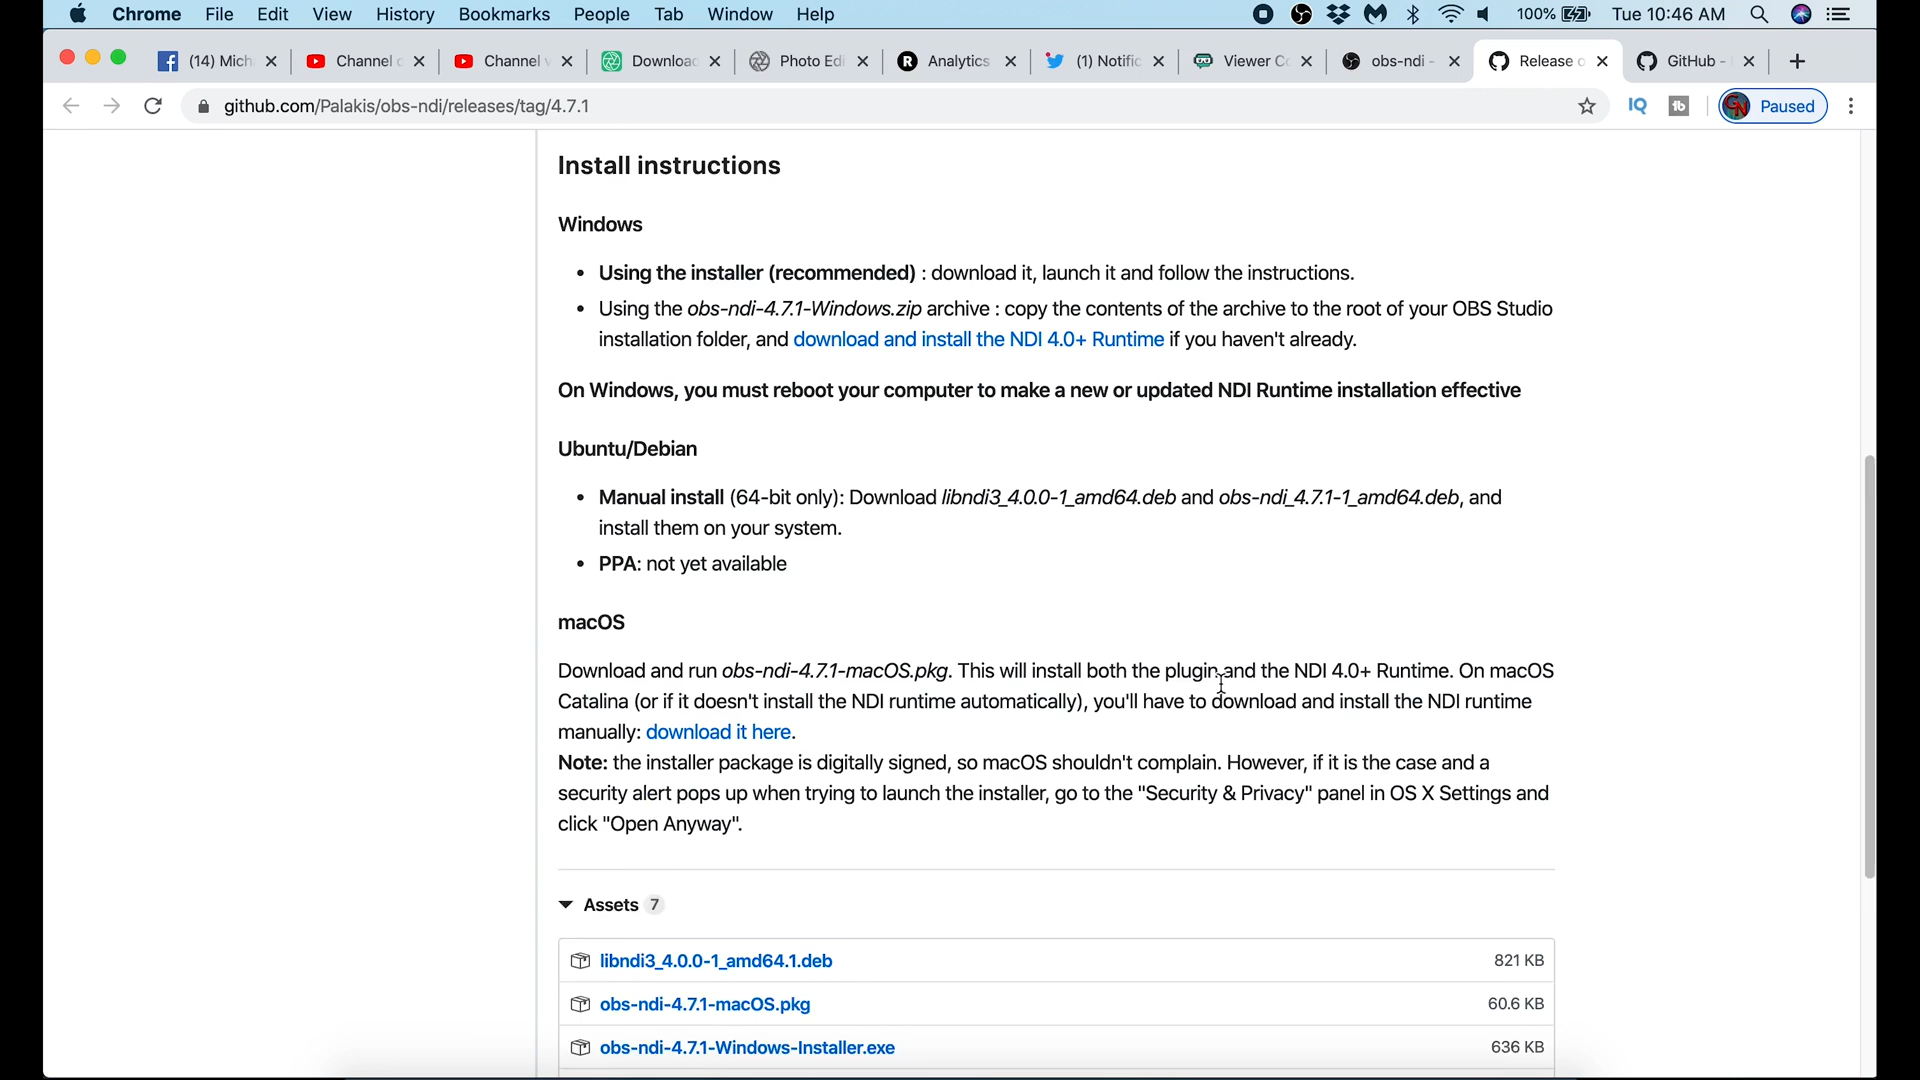 Chrome File Edit View History Bookmarks People Tab Window Help 100% Tue 10:46 AM
(14) Mich Channel c Channel v Download Photo Edi Analytics (1) Notific Viewer Co obs-ndi - Release o GitHub -
github.com/Palakis/obs-ndi/releases/tag/4.7.1 IQ tb GN Paused
Install instructions
Windows
• Using the installer (recommended) : download it, launch it and follow the instructions.
• Using the obs-ndi-4.7.1-Windows.zip archive : copy the contents of the archive to the root of your OBS Studio
installation folder, and download and install the NDI 4.0+ Runtime if you haven't already.
On Windows, you must reboot your computer to make a new or updated NDI Runtime installation effective
Ubuntu/Debian
• Manual install (64-bit only): Download libndi3_4.0.0-1_amd64.deb and obs-ndi_4.7.1-1_amd64.deb, and
install them on your system.
• PPA: not yet available
macOS
Download and run obs-ndi-4.7.1-macOS.pkg. This will install both the plugin and the NDI 4.0+ Runtime. On macOS
Catalina (or if it doesn't install the NDI runtime automatically), you'll have to download and install the NDI runtime
manually: download it here.
Note: the installer package is digitally signed, so macOS shouldn't complain. However, if it is the case and a
security alert pops up when trying to launch the installer, go to the "Security & Privacy" panel in OS X Settings and
click "Open Anyway".
Assets 7
libndi3_4.0.0-1_amd64.1.deb 821 KB
obs-ndi-4.7.1-macOS.pkg 60.6 KB
obs-ndi-4.7.1-Windows-Installer.exe 636 KB